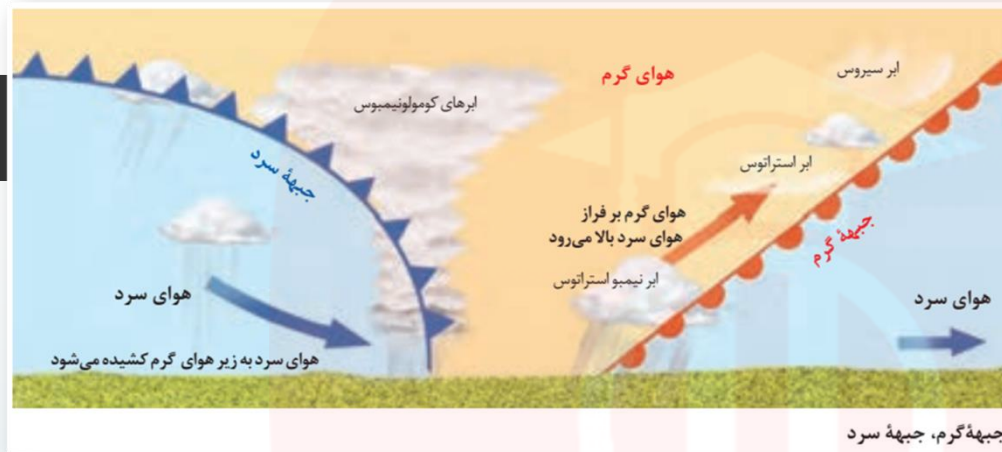 هوای گرم
ابر سیروس
ابرهای کومولونیمبوس
جبههٔ سرد
ابر استراتوس
هوای گرم بر فراز
هوای سرد بالا می‌رود
جبههٔ گرم
ابر نیمبو استراتوس
هوای سرد
هوای سرد
هوای سرد به زیر هوای گرم کشیده می‌شود
جبههٔ گرم، جبههٔ سرد